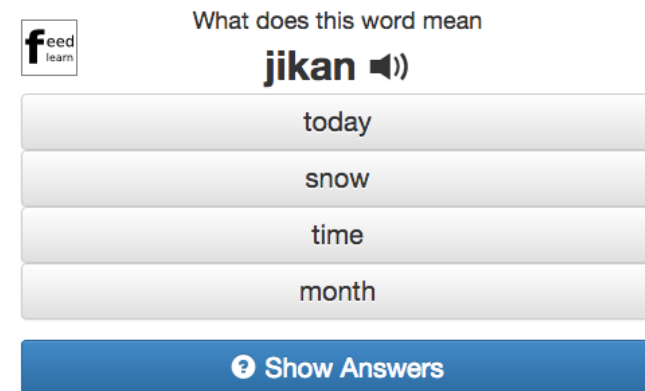 feed
learn
What does this word mean
jikan
today
snow
time
month
Show Answers